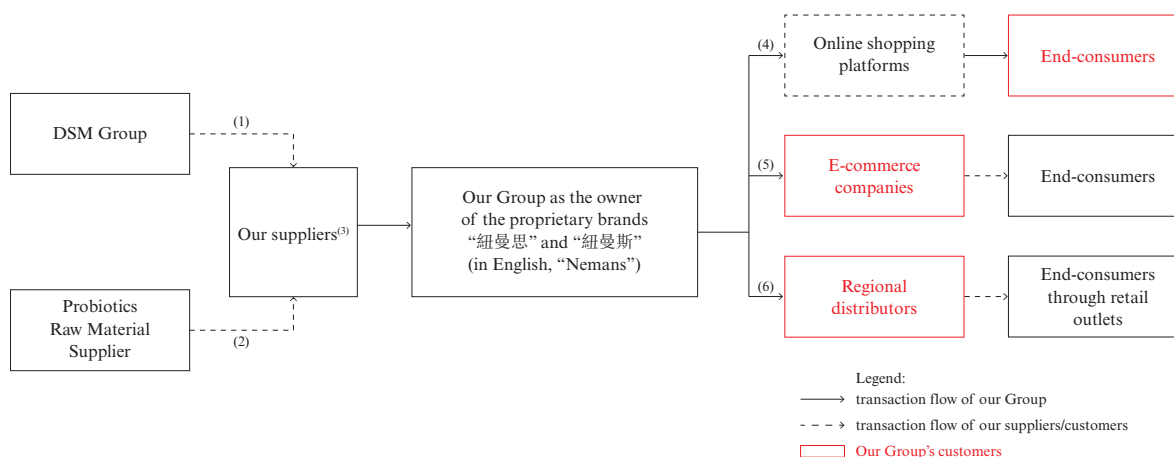 DSM Group
(1)
Probiotics
Raw Material
Supplier
(2)
Our suppliers(3)
Our Group as the owner
of the proprietary brands
“紐曼思” and “紐曼斯”
(in English, “Nemans”)
(4)
Online shopping
platforms
End-consumers
(5)
E-commerce
companies
End-consumers
(6)
Regional
distributors
End-consumers
through retail
outlets
Legend:
transaction flow of our Group
transaction flow of our suppliers/customers
Our Group’s customers